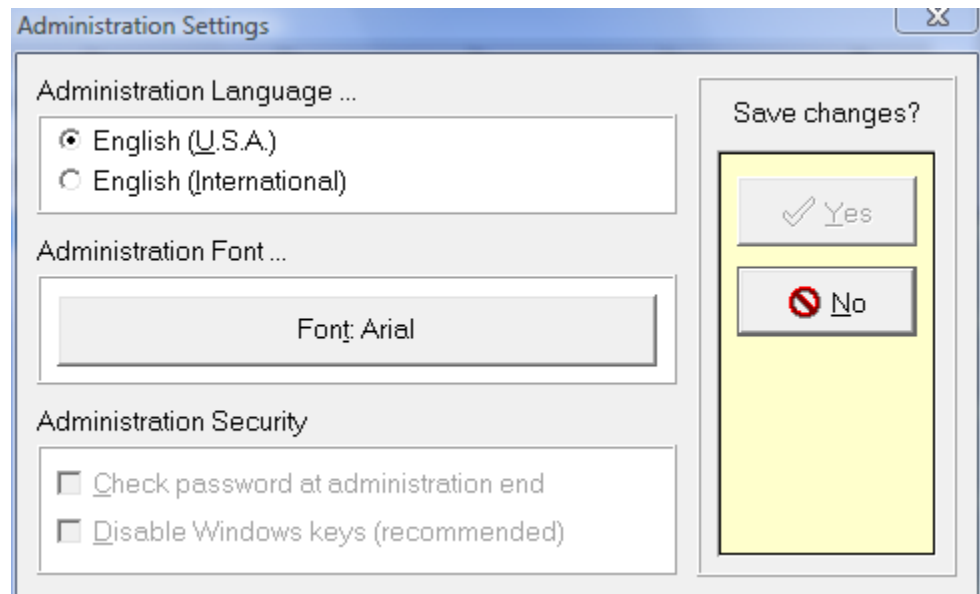 Administration Settings
Administration Language ...
English (U.S.A.)
English (International)
Administration Font ...
Font: Arial
Administration Security
Check password at administration end
Disable Windows keys (recommended)
Save changes?
Yes
No